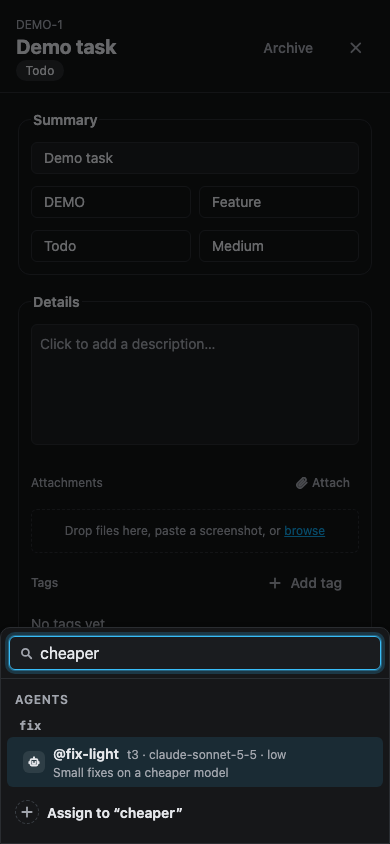 DEMO-1
Demo task
Archive
Todo
Summary
Demo task
DEMO
Feature
Todo
Medium
Details
Click to add a description...
Attachments
Attach
Drop files here, paste a screenshot, or browse
Tags
Add tag
No tags yet
cheaper
AGENTS
fix
@fix-light t3 · claude-sonnet-5-5 · low
Small fixes on a cheaper model
Assign to “cheaper”